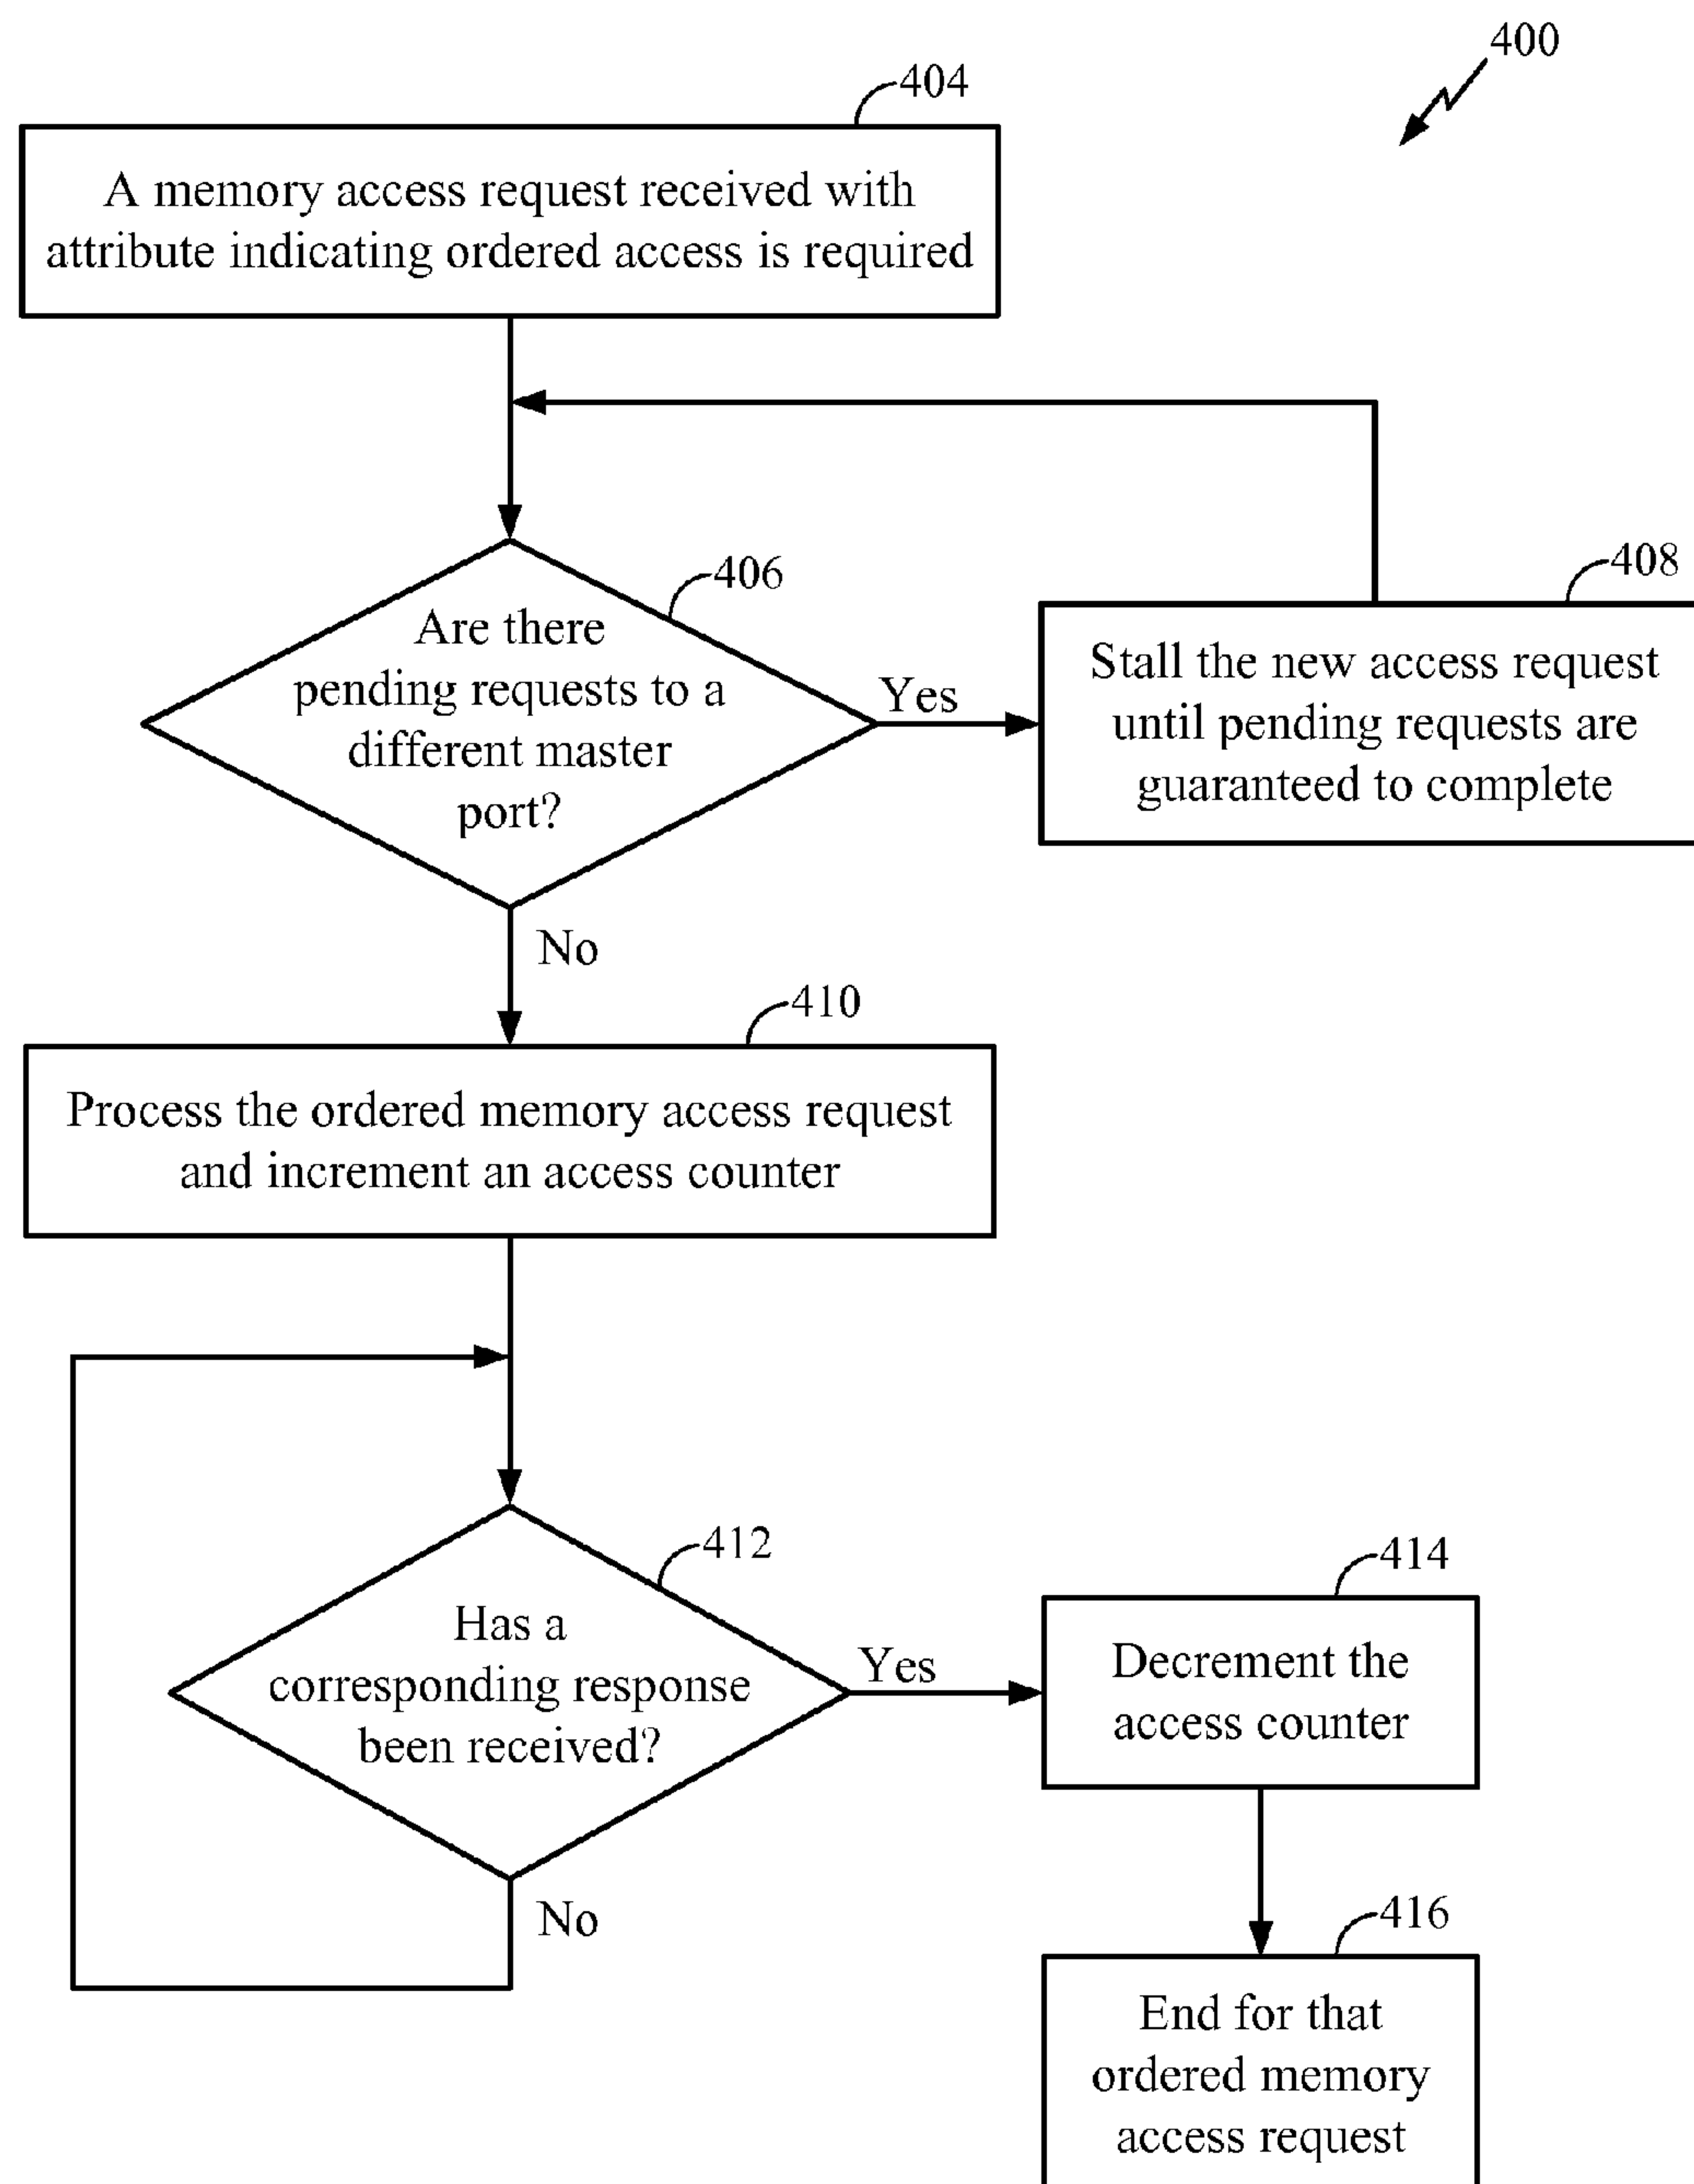 400
404
A memory access request received with
attribute indicating ordered access is required
406
Are there
pending requests to a
different master
port?
Yes
408
Stall the new access request
until pending requests are
guaranteed to complete
No
410
Process the ordered memory access request
and increment an access counter
412
Has a
corresponding response
been received?
Yes
414
Decrement the
access counter
No
416
End for that
ordered memory
access request